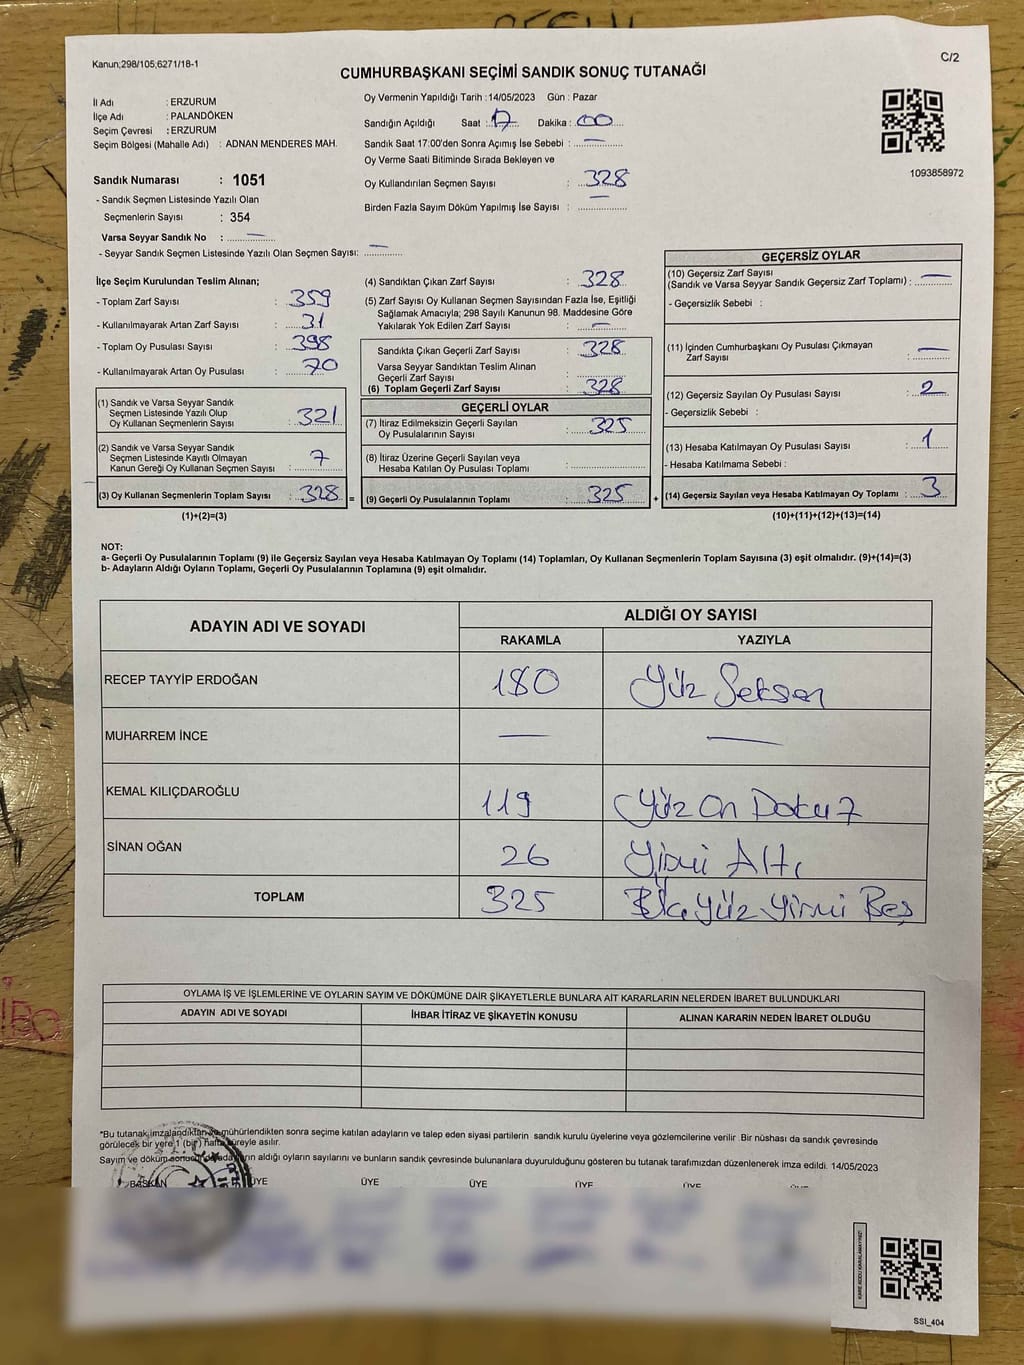 Kanun;298/105;6271/18-1
C/2
CUMHURBAŞKANI SEÇİMİ SANDIK SONUÇ TUTANAĞI
İl Adı : ERZURUM
İlçe Adı : PALANDÖKEN
Seçim Çevresi : ERZURUM
Seçim Bölgesi (Mahalle Adı) : ADNAN MENDERES MAH.
Oy Vermenin Yapıldığı Tarih :14/05/2023 Gün : Pazar
Sandığın Açıldığı Saat : 17 Dakika : 00
Sandık Saat 17:00'den Sonra Açımış İse Sebebi : —
Oy Verme Saati Bitiminde Sırada Bekleyen ve
Oy Kullandırılan Seçmen Sayısı : 328
Birden Fazla Sayım Döküm Yapılmış İse Sayısı : —
1093858972
Sandık Numarası : 1051
- Sandık Seçmen Listesinde Yazılı Olan
Seçmenlerin Sayısı : 354
Varsa Seyyar Sandık No : —
- Seyyar Sandık Seçmen Listesinde Yazılı Olan Seçmen Sayısı: —
İlçe Seçim Kurulundan Teslim Alınan;
- Toplam Zarf Sayısı : 359
- Kullanılmayarak Artan Zarf Sayısı : 31
- Toplam Oy Pusulası Sayısı : 398
- Kullanılmayarak Artan Oy Pusulası : 70
(1) Sandık ve Varsa Seyyar Sandık
Seçmen Listesinde Yazılı Olup
Oy Kullanan Seçmenlerin Sayısı : 321
(2) Sandık ve Varsa Seyyar Sandık
Seçmen Listesinde Kayıtlı Olmayan
Kanun Gereği Oy Kullanan Seçmen Sayısı : 7
(3) Oy Kullanan Seçmenlerin Toplam Sayısı : 328 =
(1)+(2)=(3)
(4) Sandıktan Çıkan Zarf Sayısı : 328
(5) Zarf Sayısı Oy Kullanan Seçmen Sayısından Fazla İse, Eşitliği
Sağlamak Amacıyla; 298 Sayılı Kanunun 98. Maddesine Göre
Yakılarak Yok Edilen Zarf Sayısı : —
Sandıkta Çıkan Geçerli Zarf Sayısı : 328
Varsa Seyyar Sandıktan Teslim Alınan
Geçerli Zarf Sayısı :
(6) Toplam Geçerli Zarf Sayısı : 328
GEÇERLİ OYLAR
(7) İtiraz Edilmeksizin Geçerli Sayılan
Oy Pusulalarının Sayısı : 325
(8) İtiraz Üzerine Geçerli Sayılan veya
Hesaba Katılan Oy Pusulası Toplamı :
(9) Geçerli Oy Pusulalarının Toplamı : 325 +
GEÇERSİZ OYLAR
(10) Geçersiz Zarf Sayısı
(Sandık ve Varsa Seyyar Sandık Geçersiz Zarf Toplamı) : —
- Geçersizlik Sebebi :
(11) İçinden Cumhurbaşkanı Oy Pusulası Çıkmayan
Zarf Sayısı : —
(12) Geçersiz Sayılan Oy Pusulası Sayısı : 2
- Geçersizlik Sebebi :
(13) Hesaba Katılmayan Oy Pusulası Sayısı : 1
- Hesaba Katılmama Sebebi :
(14) Geçersiz Sayılan veya Hesaba Katılmayan Oy Toplamı : 3
(10)+(11)+(12)+(13)=(14)
NOT:
a- Geçerli Oy Pusulalarının Toplamı (9) ile Geçersiz Sayılan veya Hesaba Katılmayan Oy Toplamı (14) Toplamları, Oy Kullanan Seçmenlerin Toplam Sayısına (3) eşit olmalıdır. (9)+(14)=(3)
b- Adayların Aldığı Oyların Toplamı, Geçerli Oy Pusulalarının Toplamına (9) eşit olmalıdır.
ADAYIN ADI VE SOYADI
ALDIĞI OY SAYISI
RAKAMLA YAZIYLA
RECEP TAYYİP ERDOĞAN 180 Yüz Seksen
MUHARREM İNCE — —
KEMAL KILIÇDAROĞLU 119 Yüz On Dokuz
SİNAN OĞAN 26 Yirmi Altı
TOPLAM 325 Üç Yüz Yirmi Beş
OYLAMA İŞ VE İŞLEMLERİNE VE OYLARIN SAYIM VE DÖKÜMÜNE DAİR ŞİKAYETLERLE BUNLARA AİT KARARLARIN NELERDEN İBARET BULUNDUKLARI
ADAYIN ADI VE SOYADI İHBAR İTİRAZ VE ŞİKAYETİN KONUSU ALINAN KARARIN NEDEN İBARET OLDUĞU
*Bu tutanak imzalandıktan ve mühürlendikten sonra seçime katılan adayların ve talep eden siyasi partilerin sandık kurulu üyelerine veya gözlemcilerine verilir. Bir nüshası da sandık çevresinde
görülecek bir yere 1 (bir) hafta süreyle asılır.
Sayım ve döküm sonucunda adayların aldığı oyların sayılarını ve bunların sandık çevresinde bulunanlara duyurulduğunu gösteren bu tutanak tarafımızdan düzenlenerek imza edildi. 14/05/2023
BAŞKAN ÜYE ÜYE ÜYE ÜYE ÜYE
SSI_404